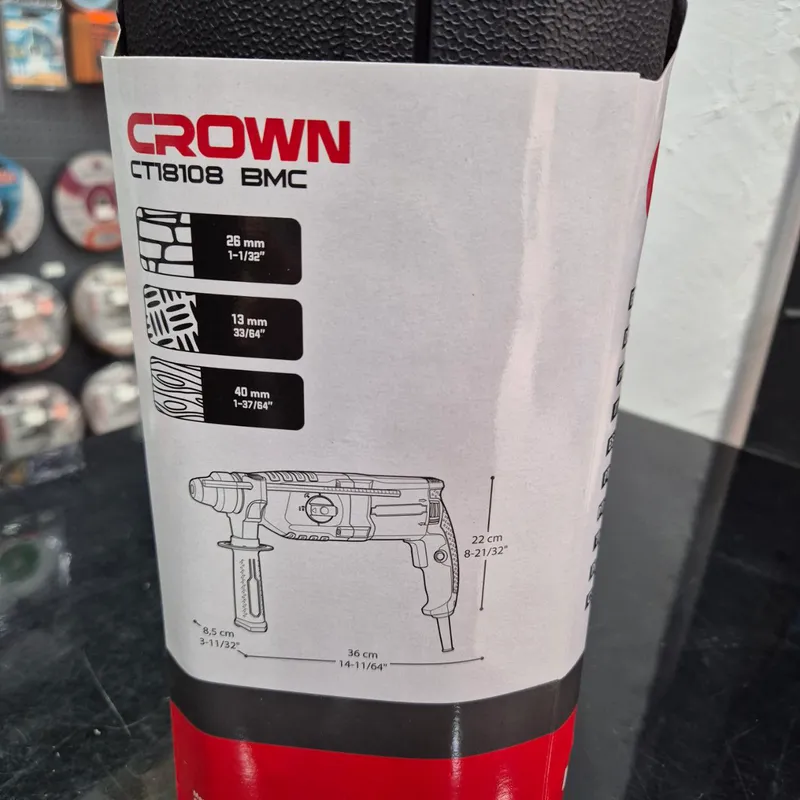 CROWN
CT18108 BMC
26 mm
1-1/32"
13 mm
33/64"
40 mm
1-37/64"
22 cm
8-21/32"
8,5 cm
3-11/32"
36 cm
14-11/64"